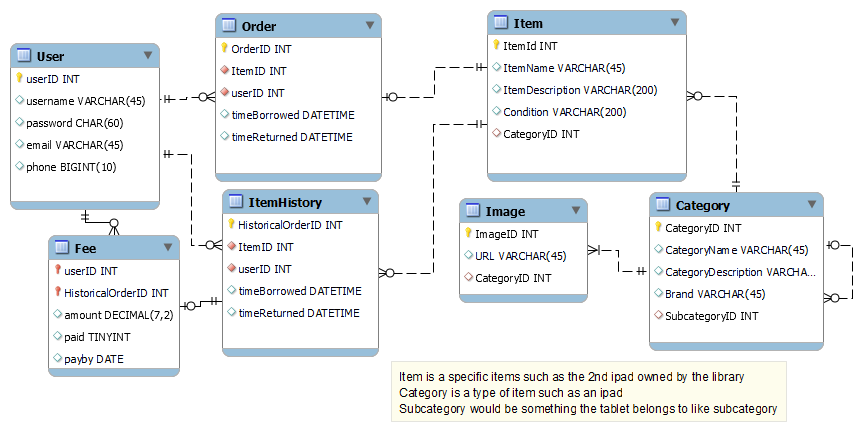 User
userID INT
username VARCHAR(45)
password CHAR(60)
email VARCHAR(45)
phone BIGINT(10)
Order
OrderID INT
ItemID INT
userID INT
timeBorrowed DATETIME
timeReturned DATETIME
Item
ItemId INT
ItemName VARCHAR(45)
ItemDescription VARCHAR(200)
Condition VARCHAR(200)
CategoryID INT
Fee
userID INT
HistoricalOrderID INT
amount DECIMAL(7,2)
paid TINYINT
payby DATE
ItemHistory
HistoricalOrderID INT
ItemID INT
userID INT
timeBorrowed DATETIME
timeReturned DATETIME
Image
ImageID INT
URL VARCHAR(45)
CategoryID INT
Category
CategoryID INT
CategoryName VARCHAR(45)
CategoryDescription VARCHA...
Brand VARCHAR(45)
SubcategoryID INT
Item is a specific items such as the 2nd ipad owned by the library
Category is a type of item such as an ipad
Subcategory would be something the tablet belongs to like subcategory